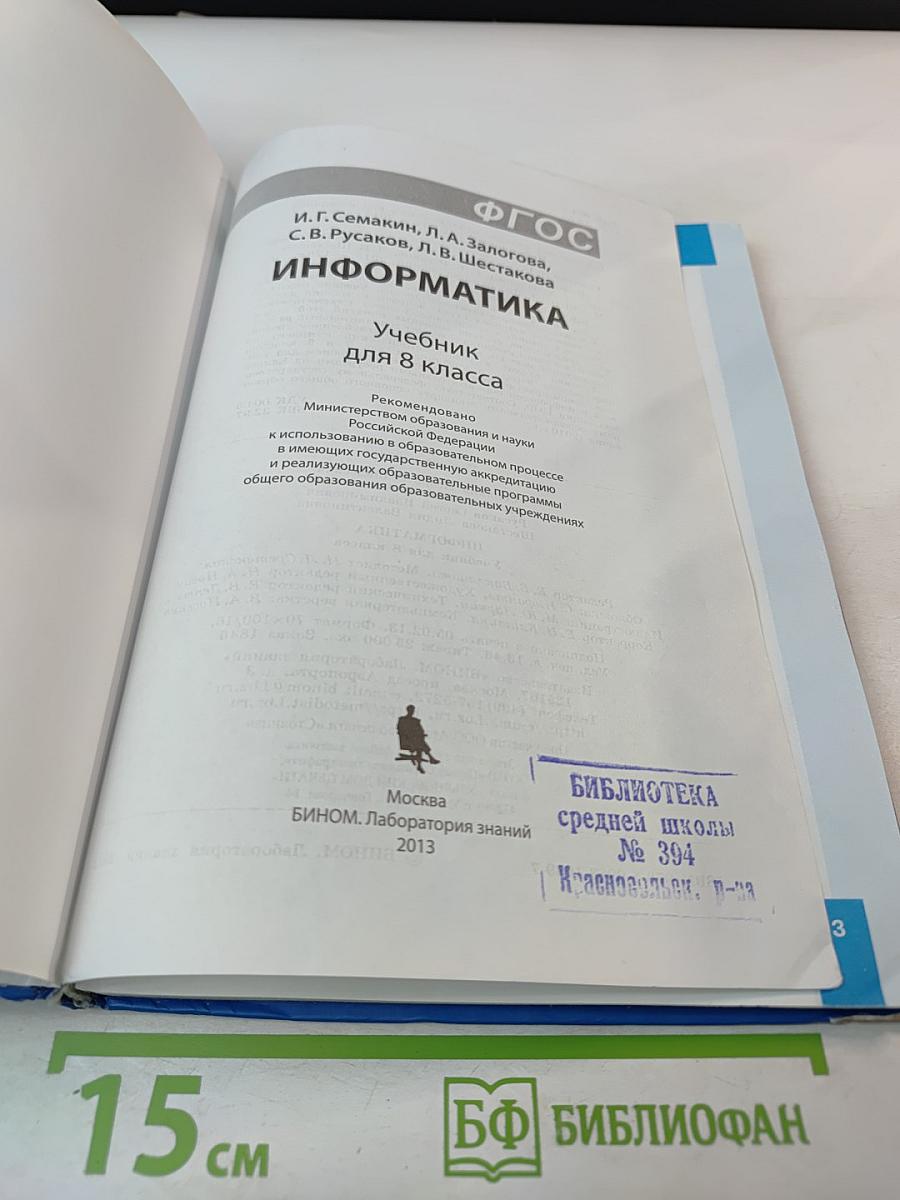 ФГОС
И. Г. Семакин, Л. А. Залогова,
С. В. Русаков, Л. В. Шестакова
ИНФОРМАТИКА
Учебник
для 8 класса
Рекомендовано
Министерством образования и науки
Российской Федерации
к использованию в образовательном процессе
в имеющих государственную аккредитацию
и реализующих образовательные программы
общего образования образовательных учреждениях
Москва
БИНОМ. Лаборатория знаний
2013
БИБЛИОТЕКА
средней школы
№ 394
Красносельск. р-на
3
15 см
БФ БИБЛИОФАН